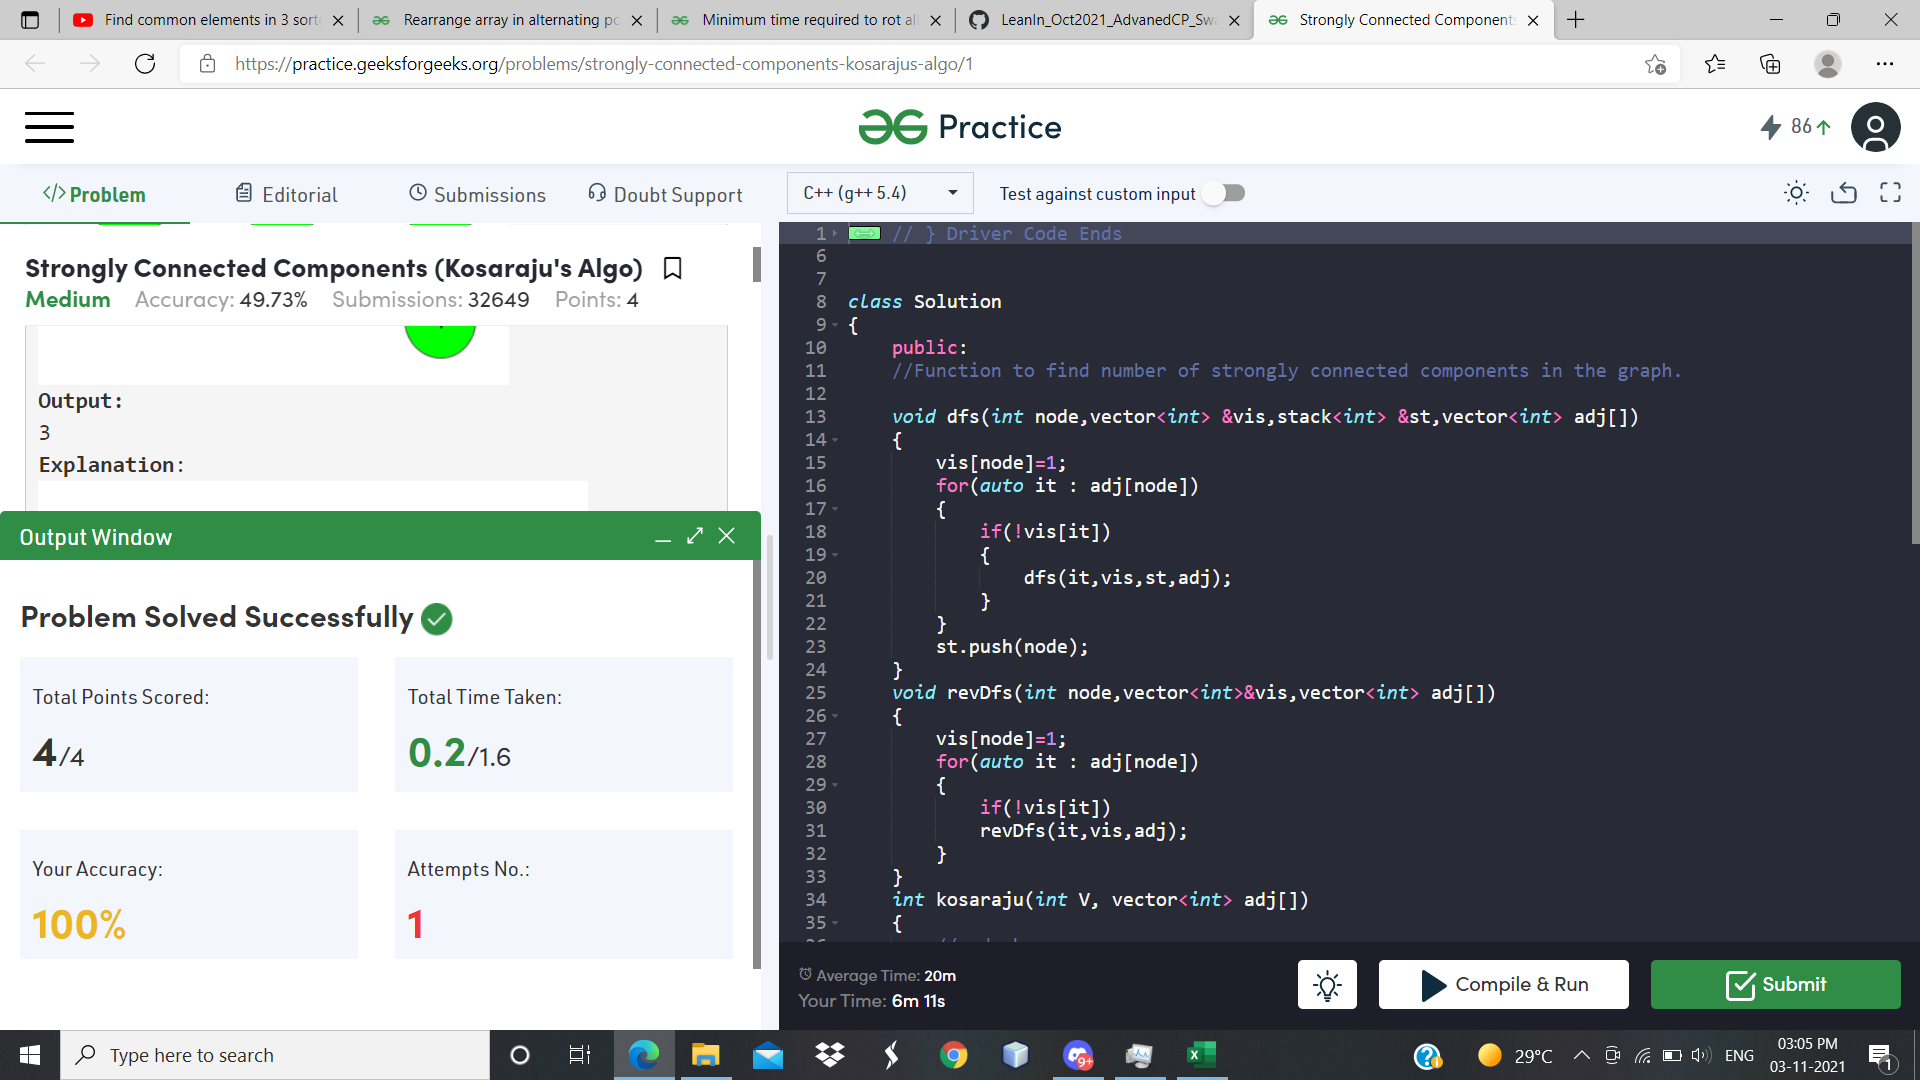 Find common elements in 3 sort
Rearrange array in alternating po
Minimum time required to rot all
LeanIn_Oct2021_AdvanedCP_Swa
Strongly Connected Component
https://practice.geeksforgeeks.org/problems/strongly-connected-components-kosarajus-algo/1
Practice
86
</>Problem
Editorial
Submissions
Doubt Support
C++ (g++ 5.4)
Test against custom input
Strongly Connected Components (Kosaraju's Algo)
Medium Accuracy: 49.73% Submissions: 32649 Points: 4
Output:
3
Explanation:
Output Window
Problem Solved Successfully
Total Points Scored:
4/4
Total Time Taken:
0.2/1.6
Your Accuracy:
100%
Attempts No.:
1
1 // } Driver Code Ends
6
7
8 class Solution
9 {
10 public:
11 //Function to find number of strongly connected components in the graph.
12
13 void dfs(int node,vector<int> &vis,stack<int> &st,vector<int> adj[])
14 {
15 vis[node]=1;
16 for(auto it : adj[node])
17 {
18 if(!vis[it])
19 {
20 dfs(it,vis,st,adj);
21 }
22 }
23 st.push(node);
24 }
25 void revDfs(int node,vector<int>&vis,vector<int> adj[])
26 {
27 vis[node]=1;
28 for(auto it : adj[node])
29 {
30 if(!vis[it])
31 revDfs(it,vis,adj);
32 }
33 }
34 int kosaraju(int V, vector<int> adj[])
35 {
Average Time: 20m
Your Time: 6m 11s
Compile & Run
Submit
Type here to search
9+
29°C
ENG
03:05 PM
03-11-2021
1